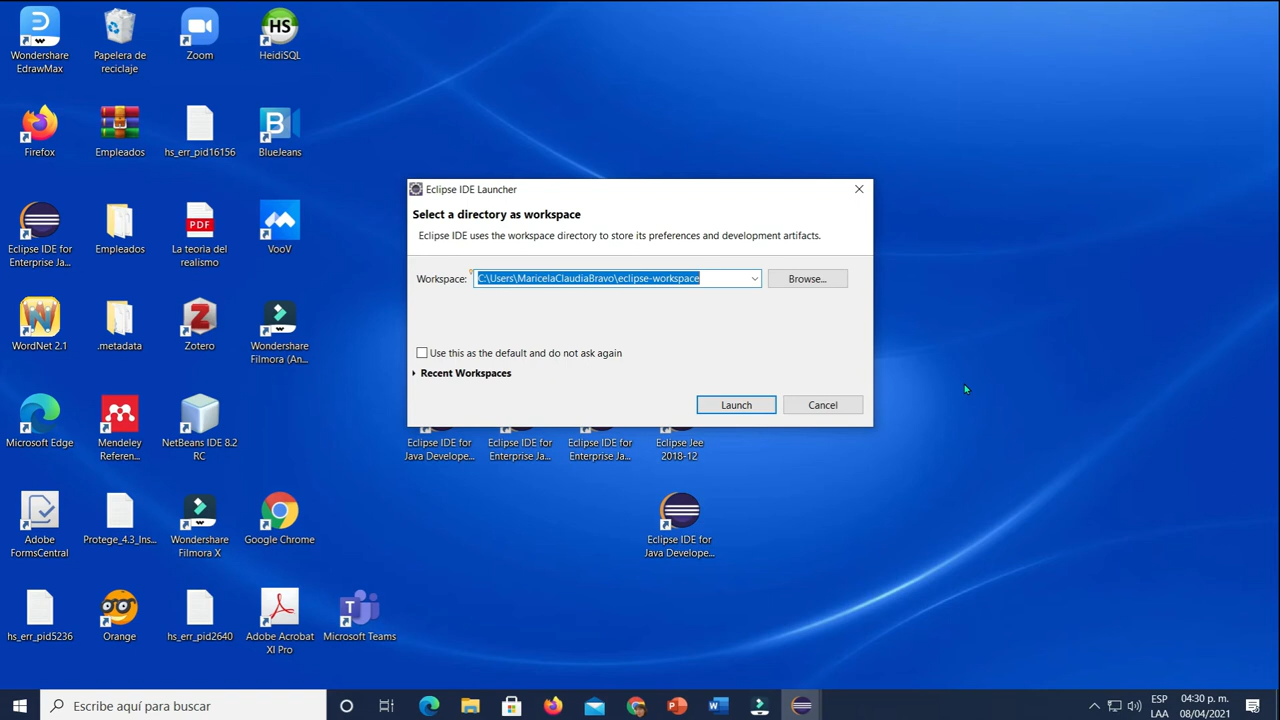 Wondershare
EdrawMax
Papelera de
reciclaje
Zoom
HS
HeidiSQL
Firefox
Empleados
hs_err_pid16156
B
BlueJeans
Eclipse IDE for
Enterprise Ja...
Empleados
PDF
La teoria del
realismo
VooV
WordNet 2.1
.metadata
Zotero
Wondershare
Filmora (An...
Microsoft Edge
Mendeley
Referen...
NetBeans IDE 8.2
RC
Adobe
FormsCentral
Protege_4.3_Ins...
Wondershare
Filmora X
Google Chrome
hs_err_pid5236
Orange
hs_err_pid2640
Adobe Acrobat
XI Pro
Microsoft Teams
Eclipse IDE Launcher
Select a directory as workspace
Eclipse IDE uses the workspace directory to store its preferences and development artifacts.
Workspace: C:\Users\MaricelaClaudiaBravo\eclipse-workspace Browse...
Use this as the default and do not ask again
Recent Workspaces
Launch Cancel
Eclipse IDE for
Java Develope...
Eclipse IDE for
Enterprise Ja...
Eclipse IDE for
Enterprise Ja...
Eclipse Jee
2018-12
Eclipse IDE for
Java Develope...
Escribe aquí para buscar
ESP
LAA
04:30 p. m.
08/04/2021